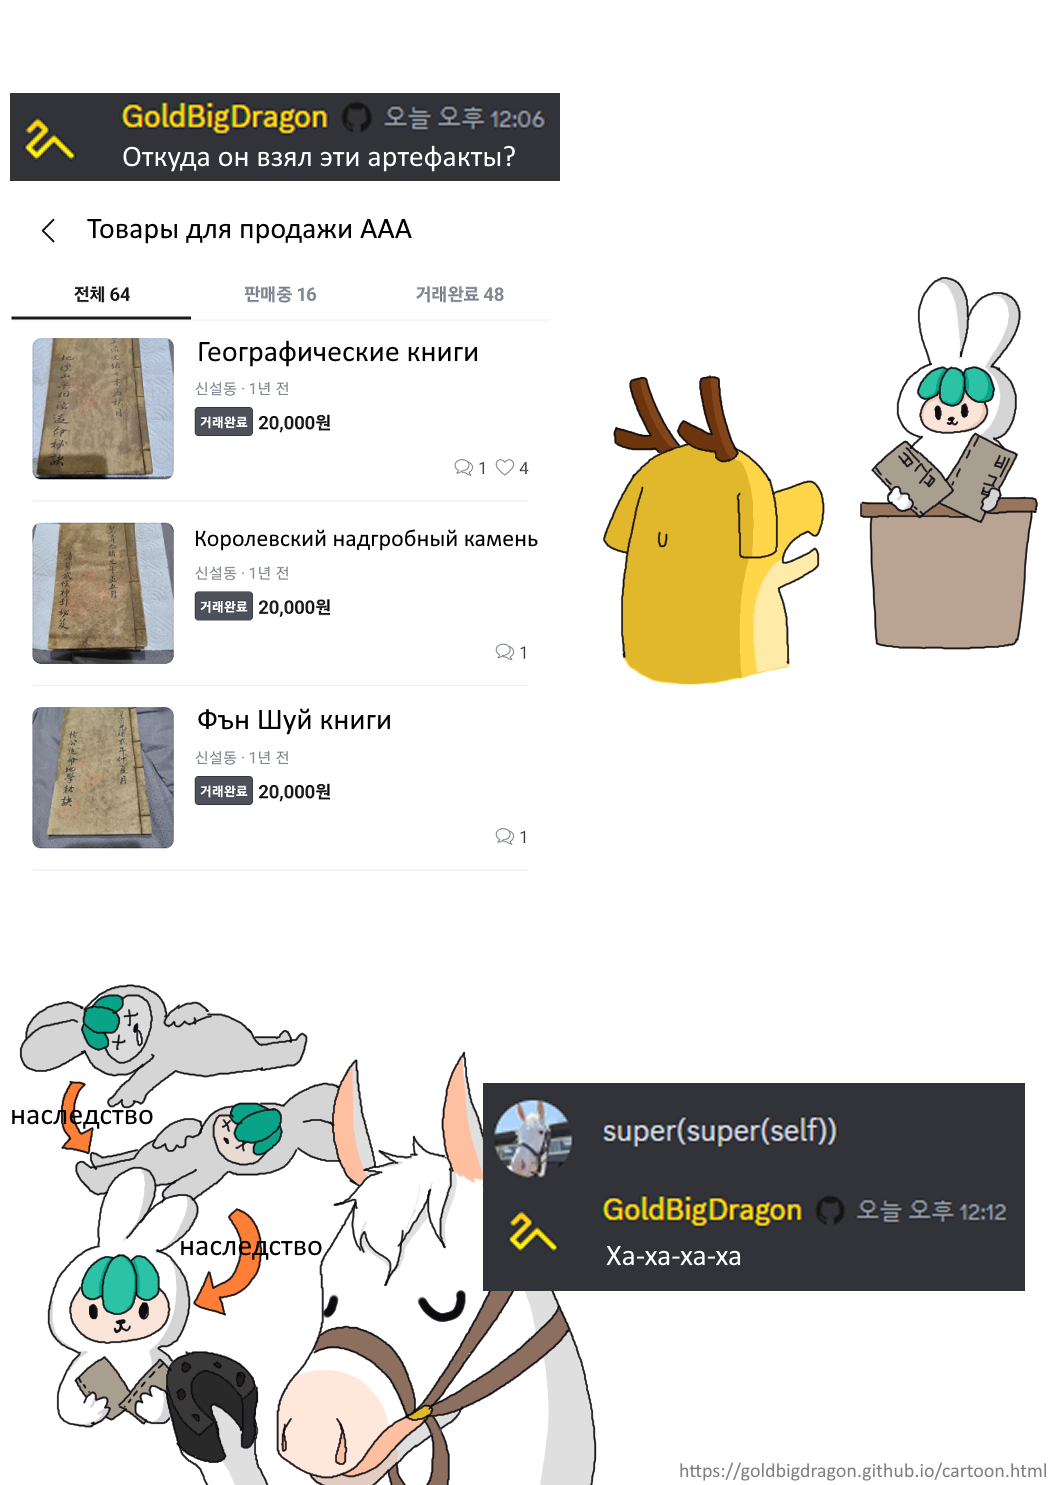 GoldBigDragon 오늘 오후 12:06
Откуда он взял эти артефакты?
Товары для продажи AAA
전체 64 판매중 16 거래완료 48
Географические книги
신설동 · 1년 전
거래완료 20,000원
1 4
Королевский надгробный камень
신설동 · 1년 전
거래완료 20,000원
1
Фън Шуй книги
신설동 · 1년 전
거래완료 20,000원
1
наследство
наследство
super(super(self))
GoldBigDragon 오늘 오후 12:12
Ха-ха-ха-ха
https://goldbigdragon.github.io/cartoon.html